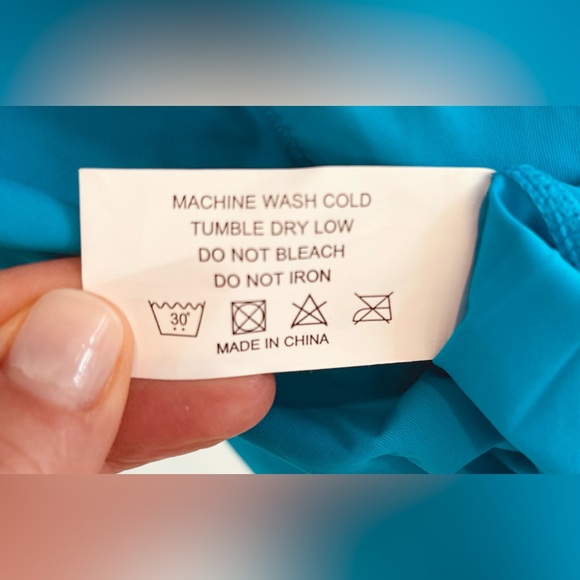 MACHINE WASH COLD
TUMBLE DRY LOW
DO NOT BLEACH
DO NOT IRON
30°
MADE IN CHINA